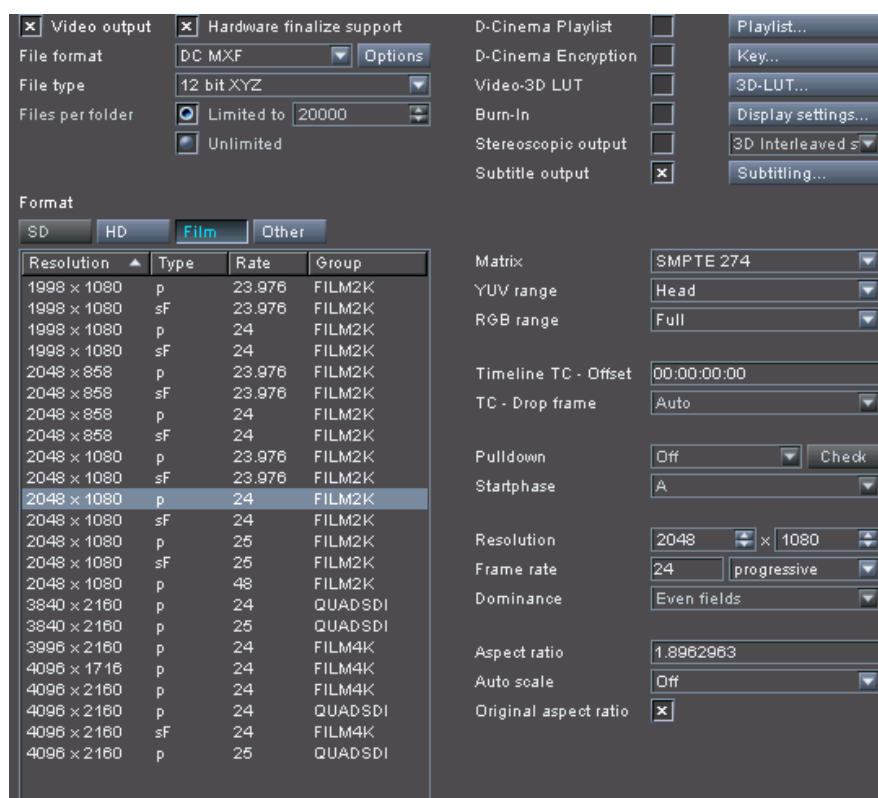 Video output Hardware finalize support
File format DC MXF Options
File type 12 bit XYZ
Files per folder Limited to 20000
Unlimited
D-Cinema Playlist Playlist...
D-Cinema Encryption Key...
Video-3D LUT 3D-LUT...
Burn-In Display settings...
Stereoscopic output 3D Interleaved s
Subtitle output Subtitling...
Format
SD HD Film Other
Resolution Type Rate Group
1998 x 1080 p 23.976 FILM2K
1998 x 1080 sF 23.976 FILM2K
1998 x 1080 p 24 FILM2K
1998 x 1080 sF 24 FILM2K
2048 x 858 p 23.976 FILM2K
2048 x 858 sF 23.976 FILM2K
2048 x 858 p 24 FILM2K
2048 x 858 sF 24 FILM2K
2048 x 1080 p 23.976 FILM2K
2048 x 1080 sF 23.976 FILM2K
2048 x 1080 p 24 FILM2K
2048 x 1080 sF 24 FILM2K
2048 x 1080 p 25 FILM2K
2048 x 1080 sF 25 FILM2K
2048 x 1080 p 48 FILM2K
3840 x 2160 p 24 QUADSDI
3840 x 2160 p 25 QUADSDI
3996 x 2160 p 24 FILM4K
4096 x 1716 p 24 FILM4K
4096 x 2160 p 24 FILM4K
4096 x 2160 p 24 QUADSDI
4096 x 2160 sF 24 FILM4K
4096 x 2160 p 25 QUADSDI
Matrix SMPTE 274
YUV range Head
RGB range Full
Timeline TC - Offset 00:00:00:00
TC - Drop frame Auto
Pulldown Off Check
Startphase A
Resolution 2048 x 1080
Frame rate 24 progressive
Dominance Even fields
Aspect ratio 1.8962963
Auto scale Off
Original aspect ratio